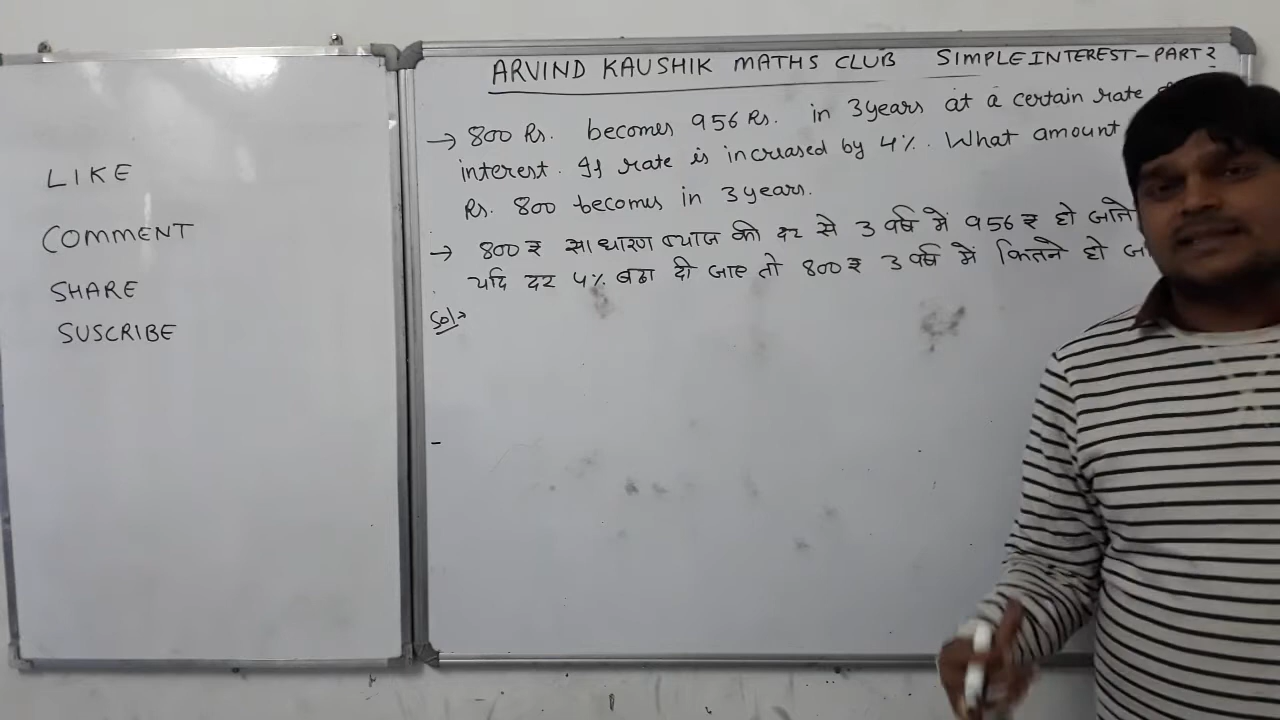 LIKE
COMMENT
SHARE
SUSCRIBE
ARVIND KAUSHIK MATHS CLUB SIMPLE INTEREST - PART 2
→ 800 Rs. becomes 956 Rs. in 3 years at a certain rate
interest. If rate is incriased by 4%. What amount
Rs. 800 becomes in 3 years.
→ 800 ₹ साधारण ब्याज की दर से 3 वर्ष में 956 ₹ हो जाते
यदि दर 4% बढा दी जाए तो 800 ₹ 3 वर्ष में कितने हो
Sol→